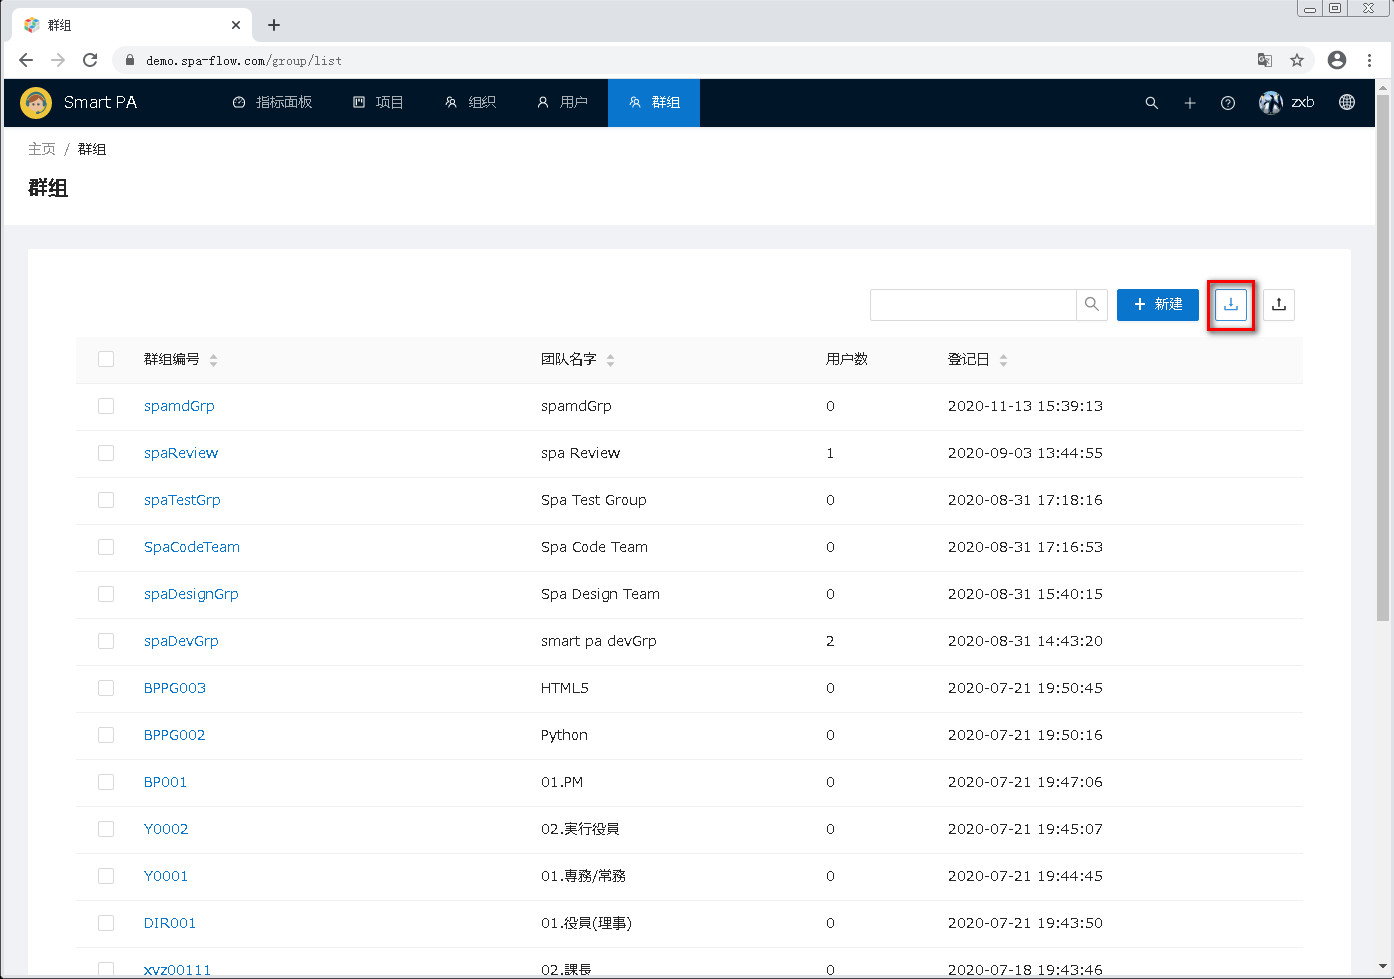 群组
demo.spa-flow.com/group/list
Smart PA 指标面板 项目 组织 用户 群组 zxb
主页 / 群组
群组
新建
群组编号 团队名字 用户数 登记日
spamdGrp spamdGrp 0 2020-11-13 15:39:13
spaReview spa Review 1 2020-09-03 13:44:55
spaTestGrp Spa Test Group 0 2020-08-31 17:18:16
SpaCodeTeam Spa Code Team 0 2020-08-31 17:16:53
spaDesignGrp Spa Design Team 0 2020-08-31 15:40:15
spaDevGrp smart pa devGrp 2 2020-08-31 14:43:20
BPPG003 HTML5 0 2020-07-21 19:50:45
BPPG002 Python 0 2020-07-21 19:50:16
BP001 01.PM 0 2020-07-21 19:47:06
Y0002 02.実行役員 0 2020-07-21 19:45:07
Y0001 01.専務/常務 0 2020-07-21 19:44:45
DIR001 01.役員(理事) 0 2020-07-21 19:43:50
xyz00111 02.課長 0 2020-07-18 19:43:46